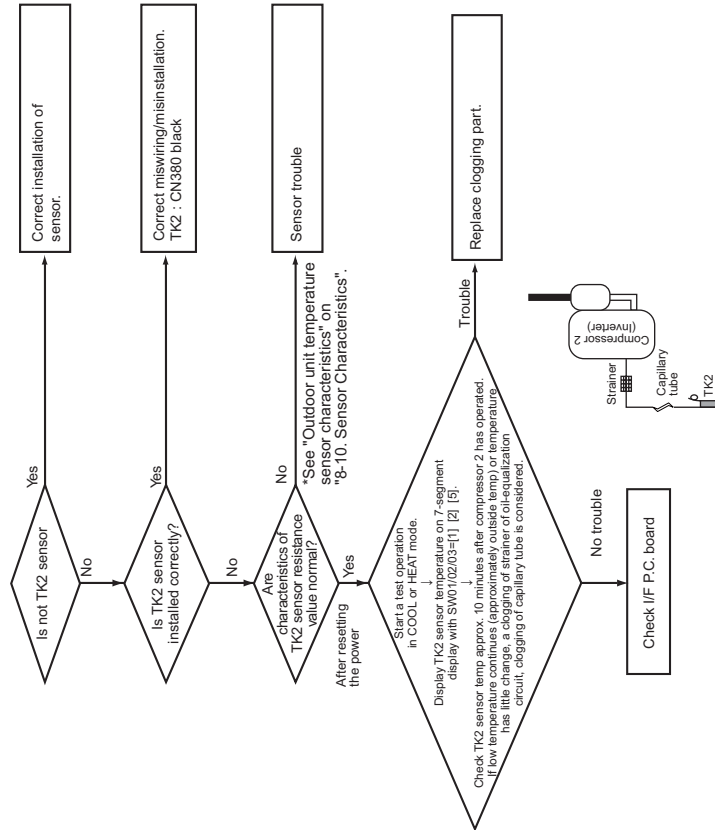 Is not TK2 sensor
Yes
Correct installation of
sensor.
No
Is TK2 sensor
installed correctly?
Yes
Correct miswiring/misinstallation.
TK2 : CN380 black
No
Are
characteristics of
TK2 sensor resistance
value normal?
No
Sensor trouble
*See "Outdoor unit temperature
sensor characteristics" on
"8-10. Sensor Characteristics".
Yes
After resetting
the power
Start a test operation
in COOL or HEAT mode.
↓
Display TK2 sensor temperature on 7-segment
display with SW01/02/03=[1] [2] [5].
↓
Check TK2 sensor temp approx. 10 minutes after compressor 2 has operated.
If low temperature continues (approximately outside temp) or temperature
has little change, a clogging of strainer of oil-equalization
circuit, clogging of capillary tube is considered.
Trouble
Replace clogging part.
No trouble
Check I/F P.C. board
Compressor 2
(Inverter)
Strainer
Capillary
tube
TK2